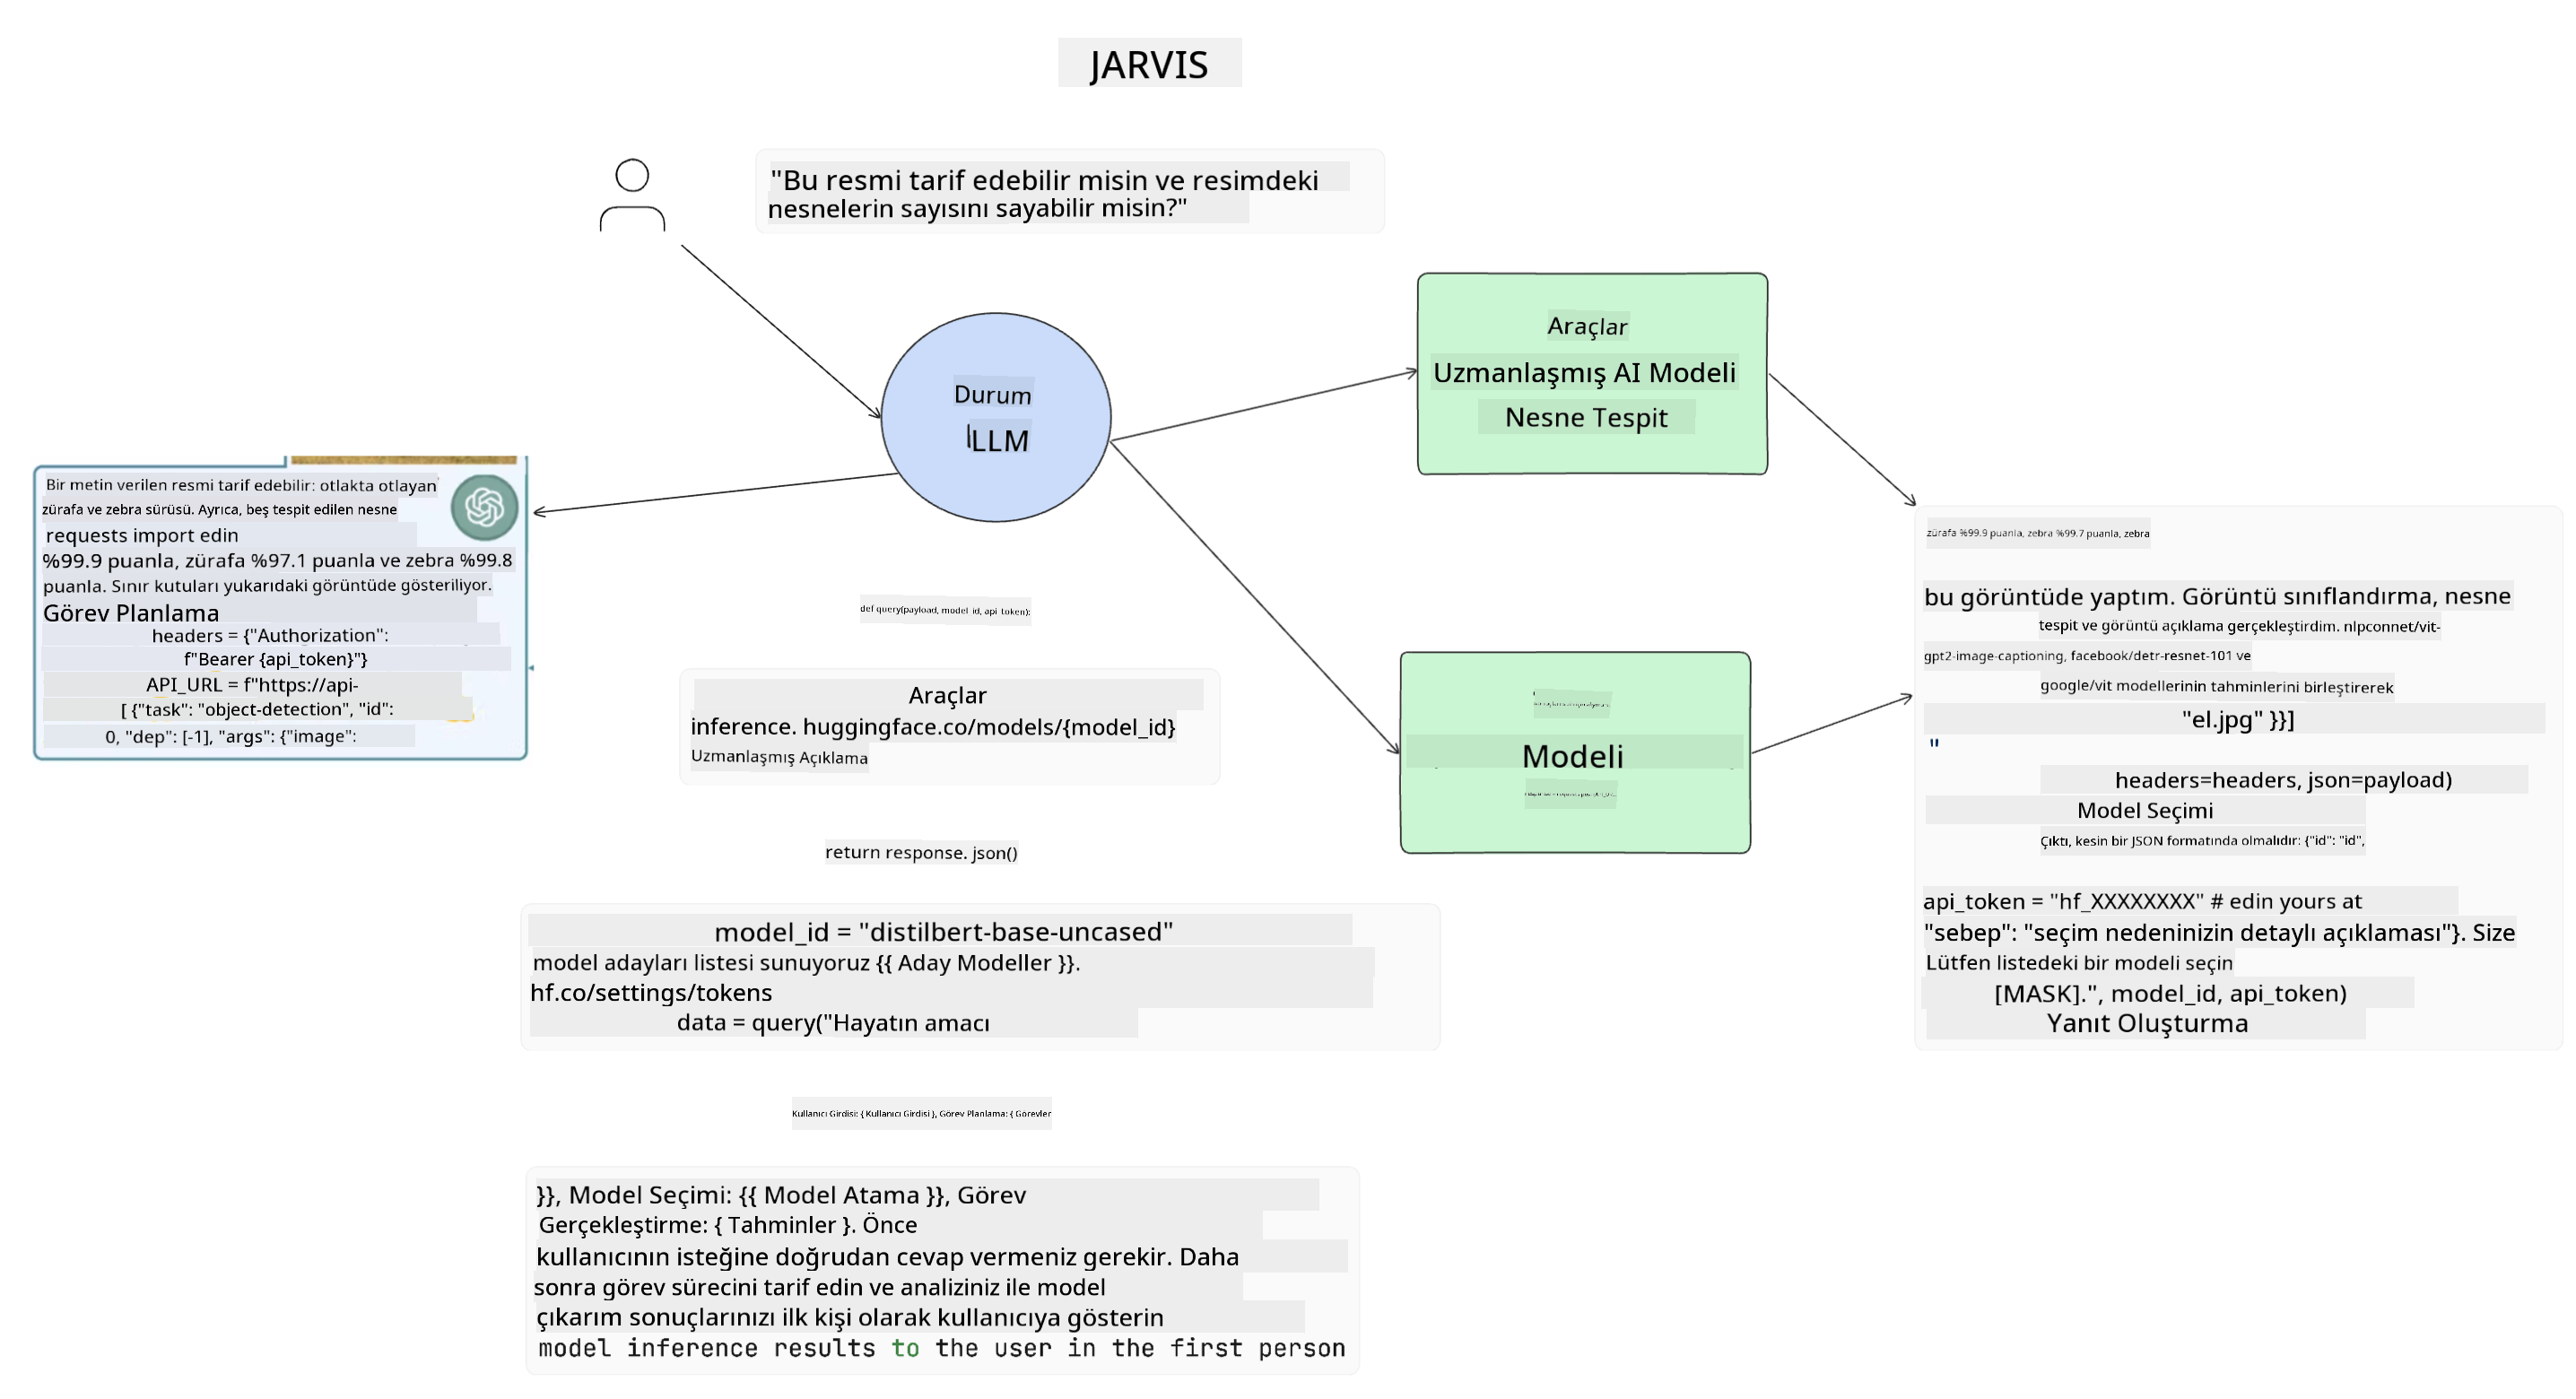 JARVIS
"Bu resmi tarif edebilir misin ve resimdeki
nesnelerin sayısını sayabilir misin?"
Durum
LLM
Araçlar
Uzmanlaşmış AI Modeli
Nesne Tespit
Bir metin verilen resmi tarif edebilir: otlakta otlayan
zürafa ve zebra sürüsü. Ayrıca, beş tespit edilen nesne
requests import edin
%99.9 puanla, zürafa %97.1 puanla ve zebra %99.8
puanla. Sınır kutuları yukarıdaki görüntüde gösteriliyor.
Görev Planlama
headers = {"Authorization":
f"Bearer {api_token}"}
API_URL = f"https://api-
[ {"task": "object-detection", "id":
0, "dep": [-1], "args": {"image":
def query(payload, model_id, api_token):
Araçlar
inference. huggingface.co/models/{model_id}
Uzmanlaşmış Açıklama
return response. json()
Modeli
zürafa %99.9 puanla, zebra %99.7 puanla, zebra
bu görüntüde yaptım. Görüntü sınıflandırma, nesne
tespit ve görüntü açıklama gerçekleştirdim. nlpconnet/vit-
gpt2-image-captioning, facebook/detr-resnet-101 ve
google/vit modellerinin tahminlerini birleştirerek
"el.jpg" }}]
"
headers=headers, json=payload)
Model Seçimi
Çıktı, kesin bir JSON formatında olmalıdır: {"id": "id",
api_token = "hf_XXXXXXXX" # edin yours at
"sebep": "seçim nedeninizin detaylı açıklaması"}. Size
Lütfen listedeki bir modeli seçin
[MASK].", model_id, api_token)
Yanıt Oluşturma
model_id = "distilbert-base-uncased"
model adayları listesi sunuyoruz {{ Aday Modeller }}.
hf.co/settings/tokens
data = query("Hayatın amacı
Kullanıcı Girdisi: { Kullanıcı Girdisi }, Görev Planlama: { Görevler
}}, Model Seçimi: {{ Model Atama }}, Görev
Gerçekleştirme: { Tahminler }. Önce
kullanıcının isteğine doğrudan cevap vermeniz gerekir. Daha
sonra görev sürecini tarif edin ve analiziniz ile model
çıkarım sonuçlarınızı ilk kişi olarak kullanıcıya gösterin
model inference results to the user in the first person